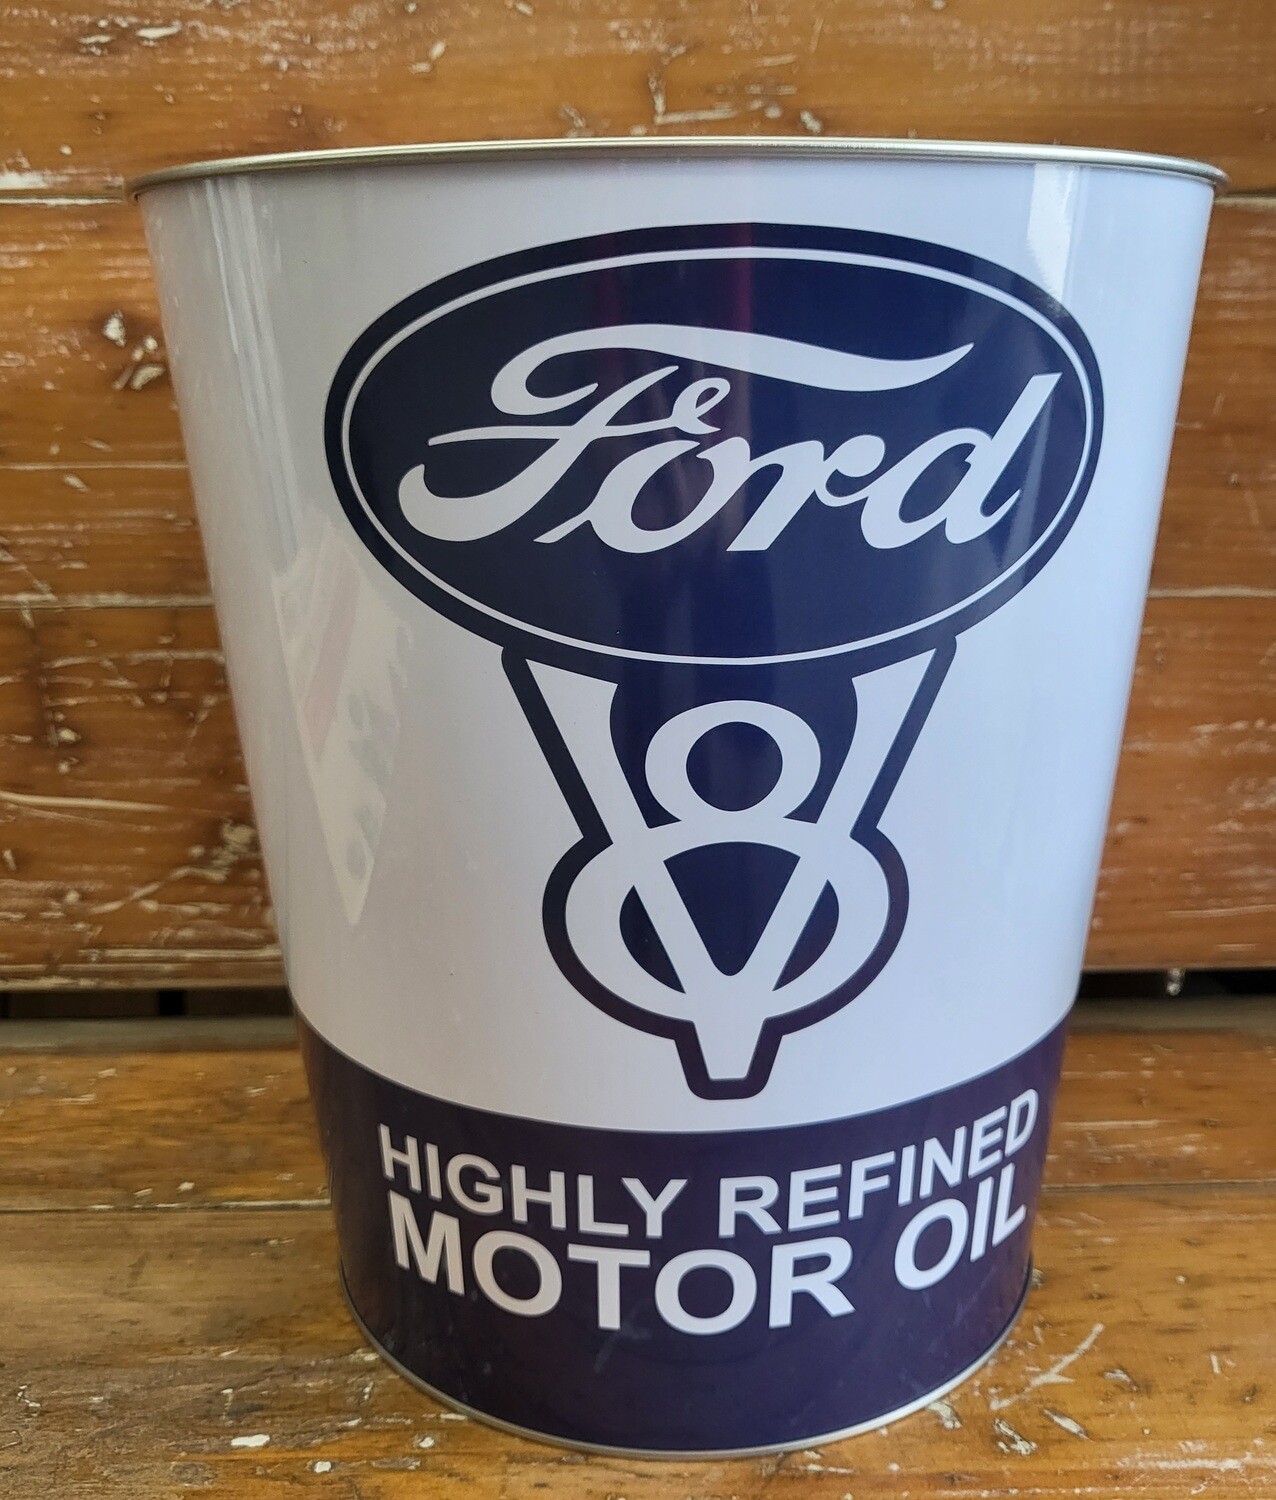 Ford
V8
HIGHLY REFINED
MOTOR OIL